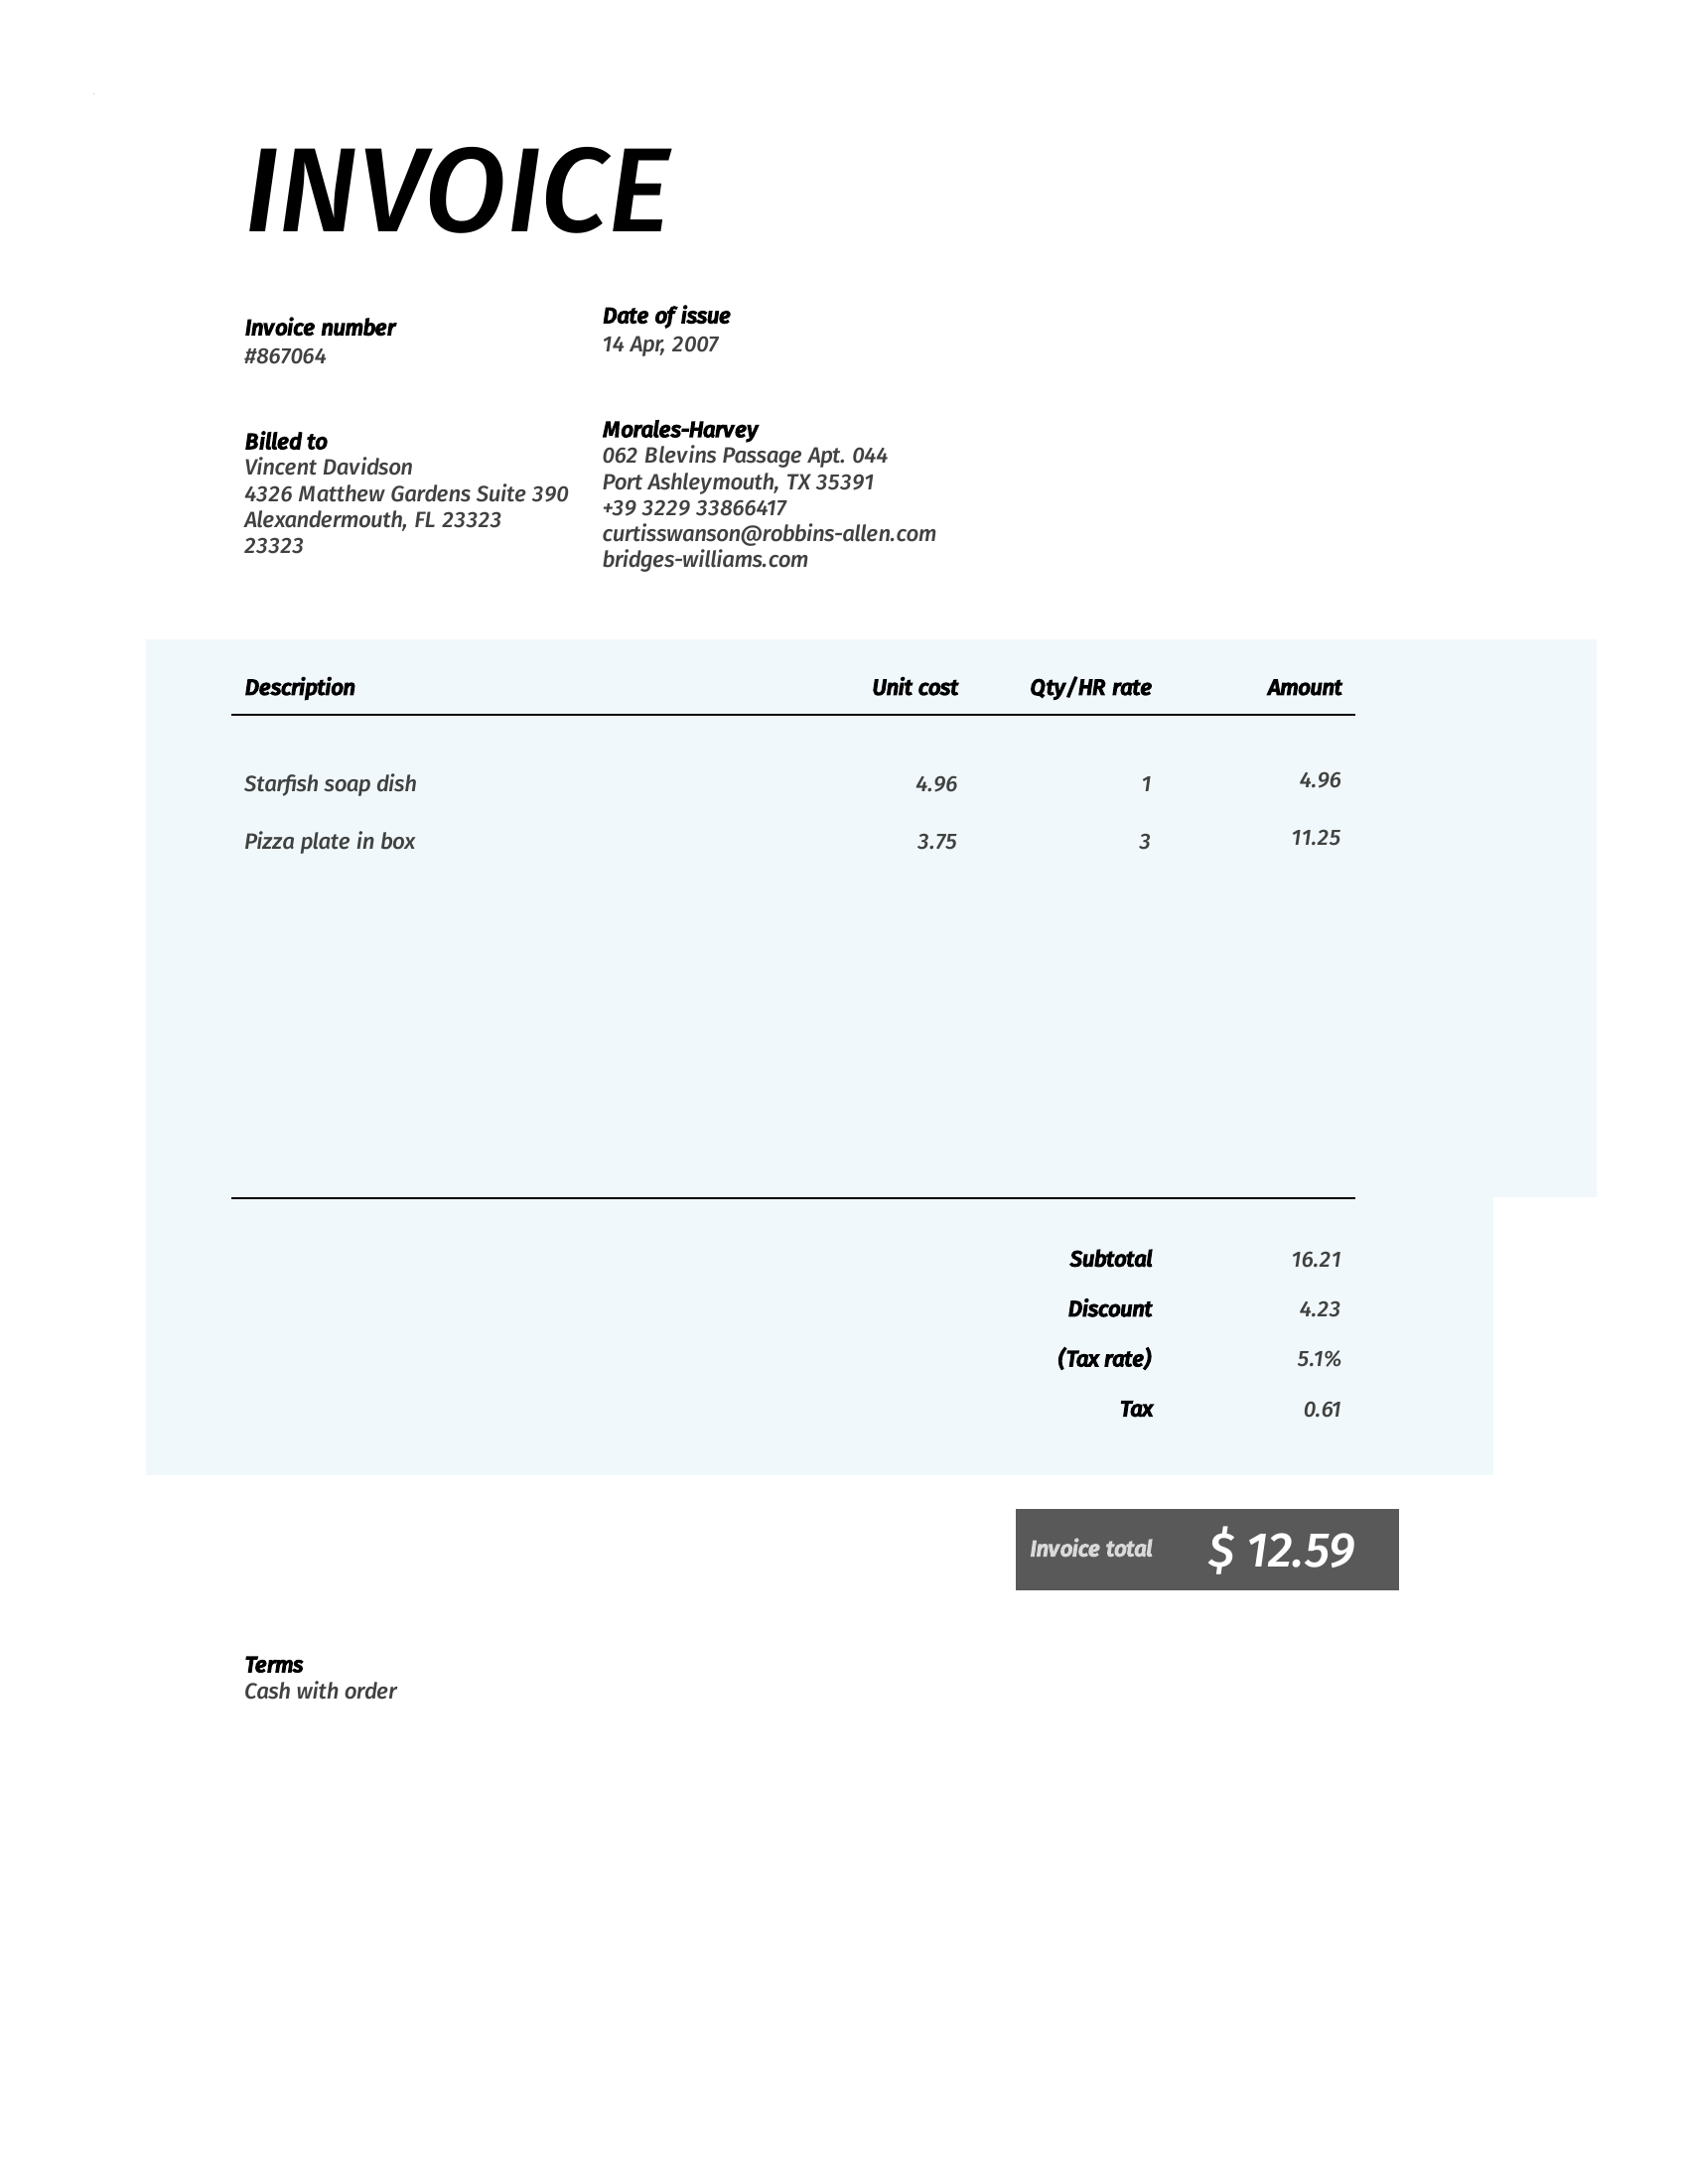 INVOICE
Invoice number
#867064
Date of issue
14 Apr, 2007
Billed to
Vincent Davidson
4326 Matthew Gardens Suite 390
Alexandermouth, FL 23323
23323
Morales-Harvey
062 Blevins Passage Apt. 044
Port Ashleymouth, TX 35391
+39 3229 33866417
curtisswanson@robbins-allen.com
bridges-williams.com
Description Unit cost Qty/HR rate Amount
Starfish soap dish 4.96 1 4.96
Pizza plate in box 3.75 3 11.25
Subtotal 16.21
Discount 4.23
(Tax rate) 5.1%
Tax 0.61
Invoice total $ 12.59
Terms
Cash with order